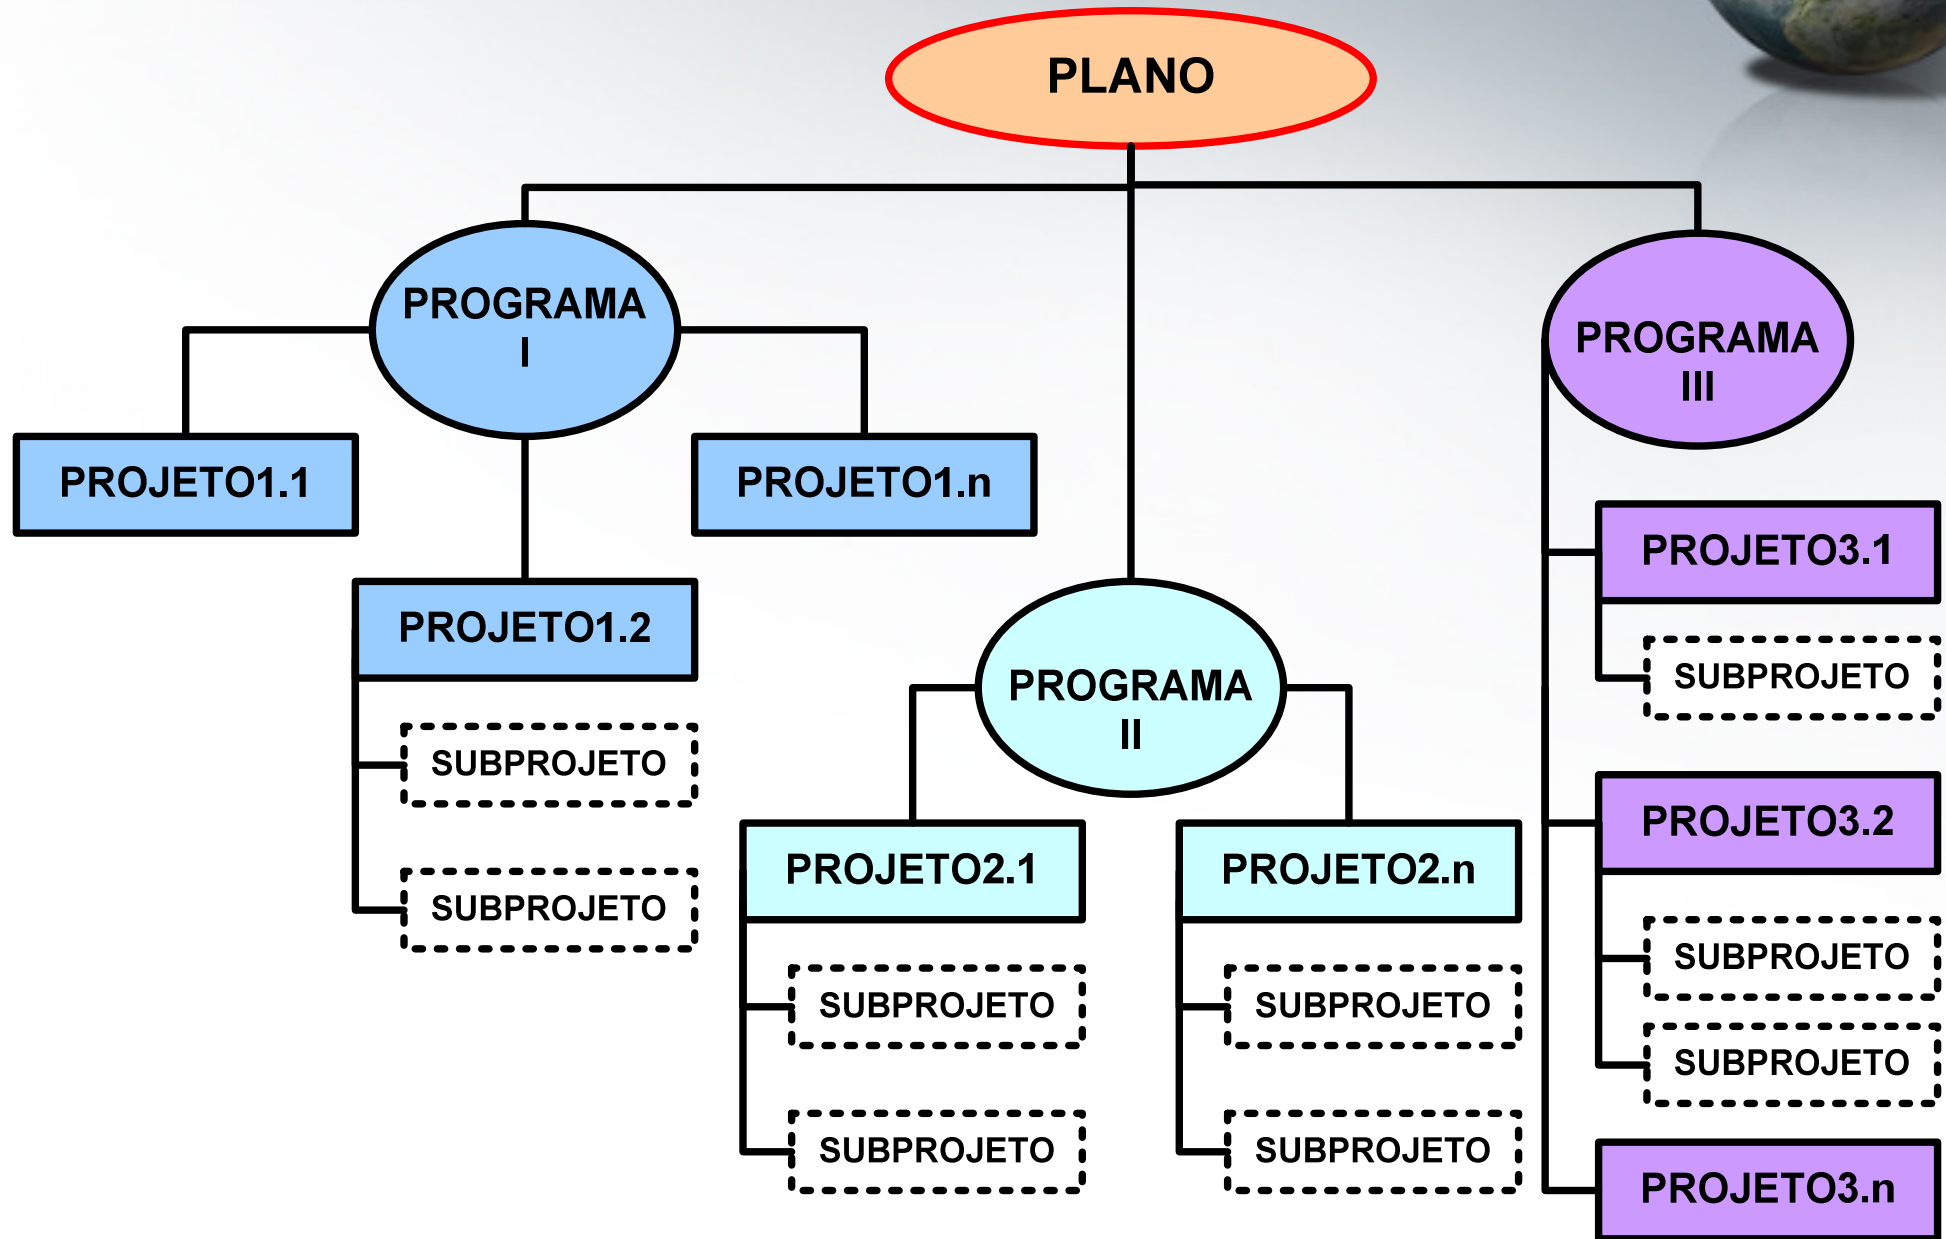 PLANO
PROGRAMA
I
PROJETO1.1
PROJETO1.n
PROJETO1.2
SUBPROJETO
SUBPROJETO
PROGRAMA
II
PROJETO2.1
SUBPROJETO
SUBPROJETO
PROJETO2.n
SUBPROJETO
SUBPROJETO
PROGRAMA
III
PROJETO3.1
SUBPROJETO
PROJETO3.2
SUBPROJETO
SUBPROJETO
PROJETO3.n